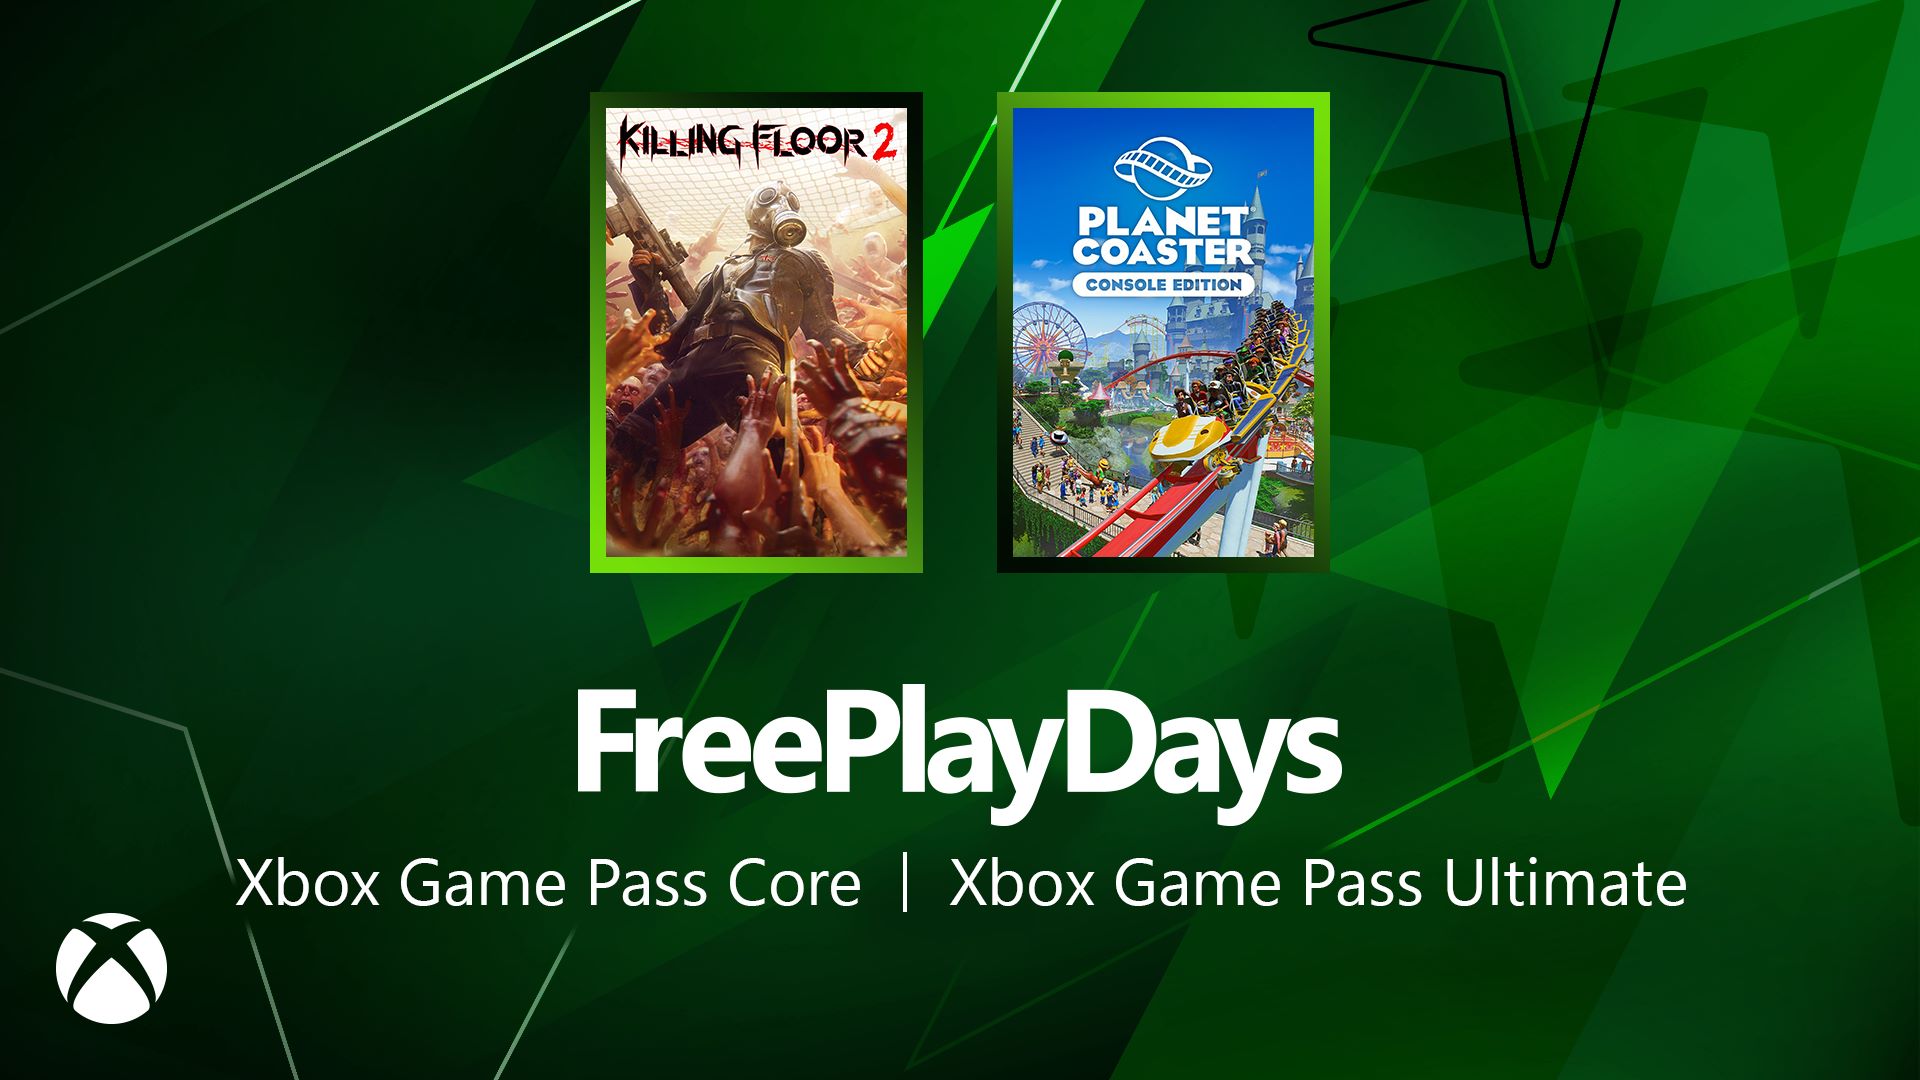 KILLING FLOOR 2
PLANET
COASTER
CONSOLE EDITION
FreePlayDays
Xbox Game Pass Core | Xbox Game Pass Ultimate